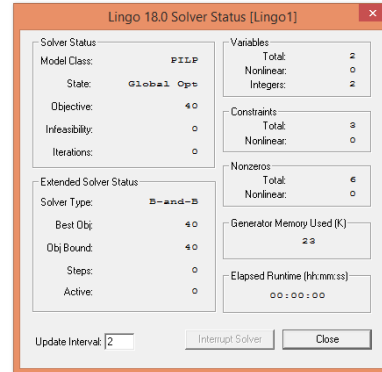 Lingo 18.0 Solver Status [Lingo1]
Solver Status
Model Class: PILP
State: Global Opt
Objective: 40
Infeasibility: 0
Iterations: 0
Extended Solver Status
Solver Type: B-and-B
Best Obj: 40
Obj Bound: 40
Steps: 0
Active: 0
Variables
Total: 2
Nonlinear: 0
Integers: 2
Constraints
Total: 3
Nonlinear: 0
Nonzeros
Total: 6
Nonlinear: 0
Generator Memory Used (K)
23
Elapsed Runtime (hh:mm:ss)
00:00:00
Update Interval: 2
Interrupt Solver
Close